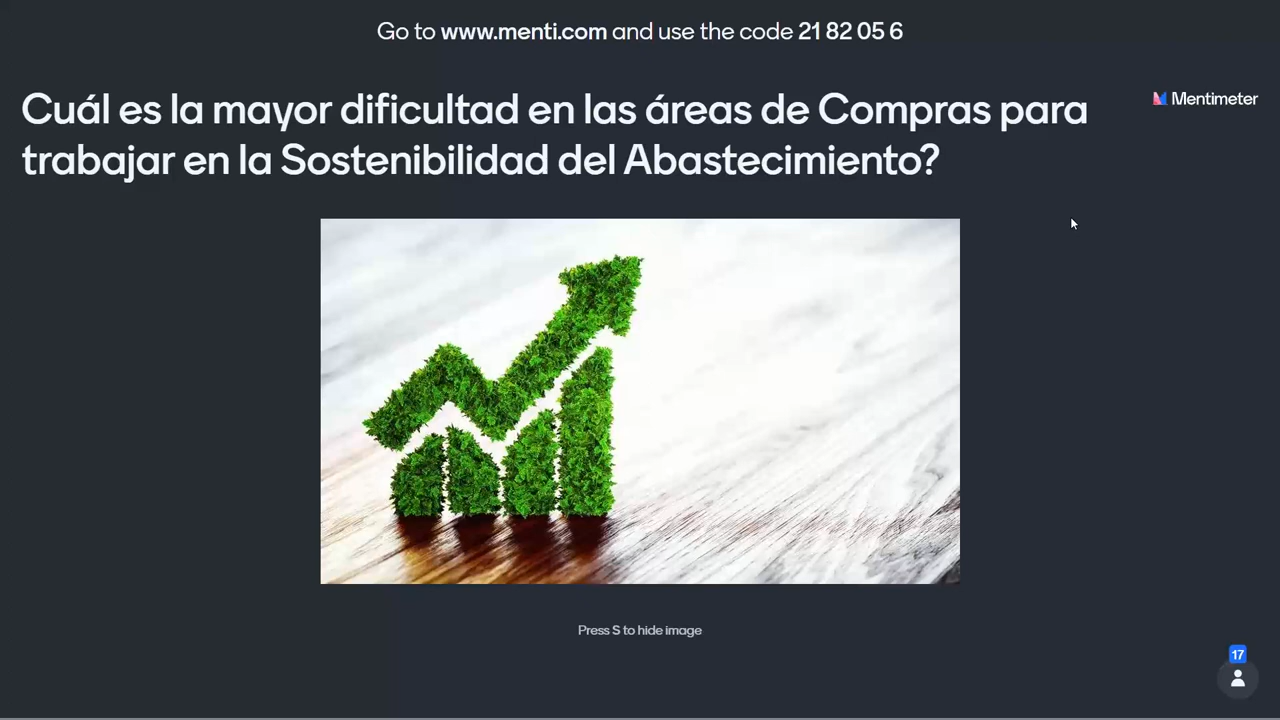 Go to www.menti.com and use the code 21 82 05 6
Cuál es la mayor dificultad en las áreas de Compras para
trabajar en la Sostenibilidad del Abastecimiento?
Mentimeter
Press S to hide image
17